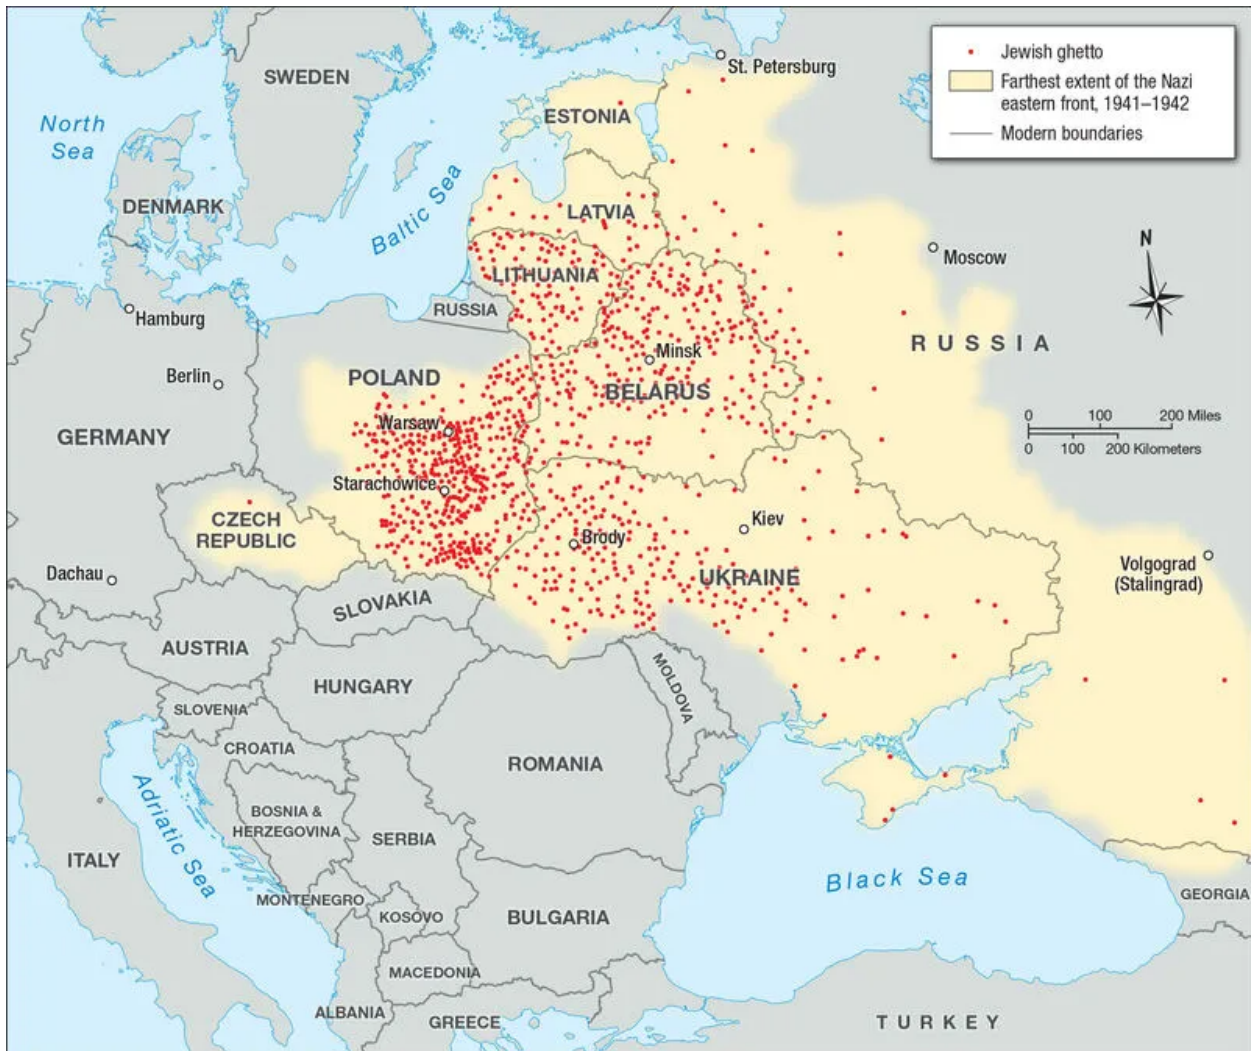 Jewish ghetto
Farthest extent of the Nazi
eastern front, 1941–1942
Modern boundaries
North
Sea
SWEDEN
St. Petersburg
ESTONIA
DENMARK
Baltic Sea
LATVIA
N
Moscow
LITHUANIA
RUSSIA
Hamburg
RUSSIA
Minsk
Berlin
POLAND
BELARUS
0 100 200 Miles
0 100 200 Kilometers
Warsaw
GERMANY
Starachowice
CZECH
REPUBLIC
Kiev
Brody
Dachau
UKRAINE
Volgograd
(Stalingrad)
SLOVAKIA
AUSTRIA
HUNGARY
MOLDOVA
SLOVENIA
CROATIA
ROMANIA
Adriatic Sea
BOSNIA &
HERZEGOVINA
SERBIA
ITALY
Black Sea
MONTENEGRO
KOSOVO
BULGARIA
GEORGIA
MACEDONIA
ALBANIA
GREECE
TURKEY